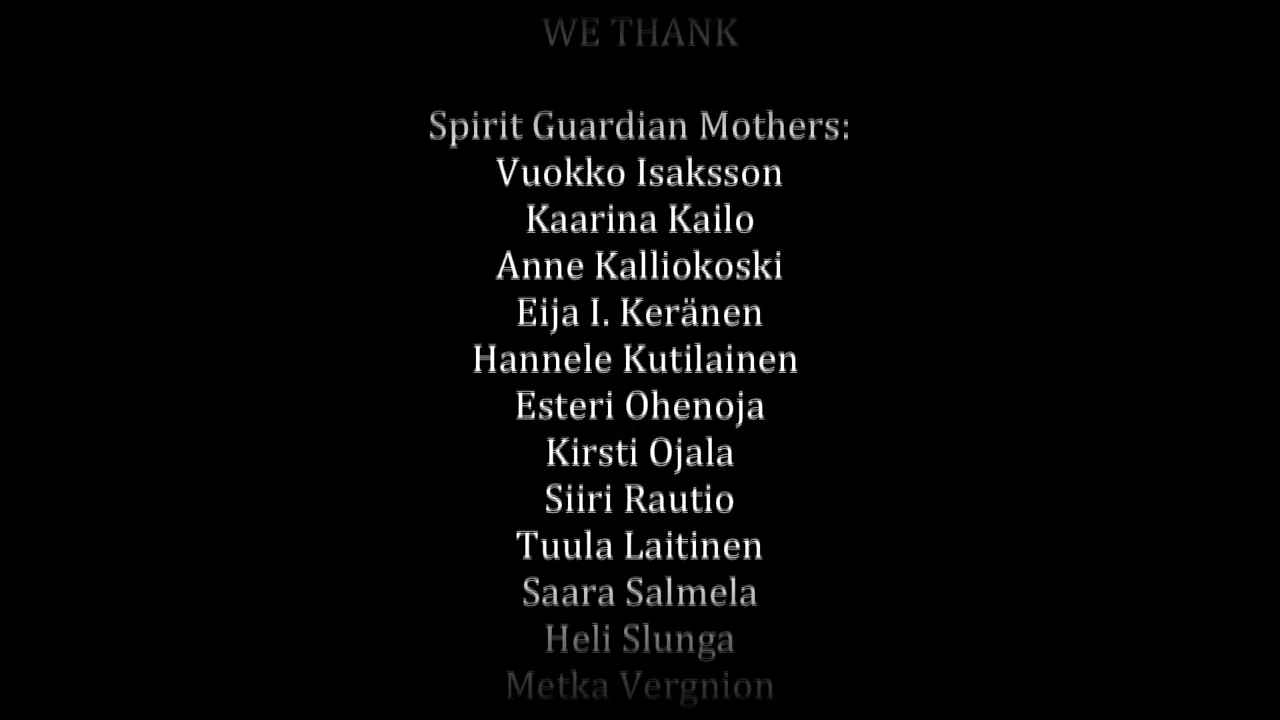 WE THANK
Spirit Guardian Mothers:
Vuokko Isaksson
Kaarina Kailo
Anne Kalliokoski
Eija I. Keränen
Hannele Kutilainen
Esteri Ohenoja
Kirsti Ojala
Siiri Rautio
Tuula Laitinen
Saara Salmela
Heli Slunga
Metka Vergnion